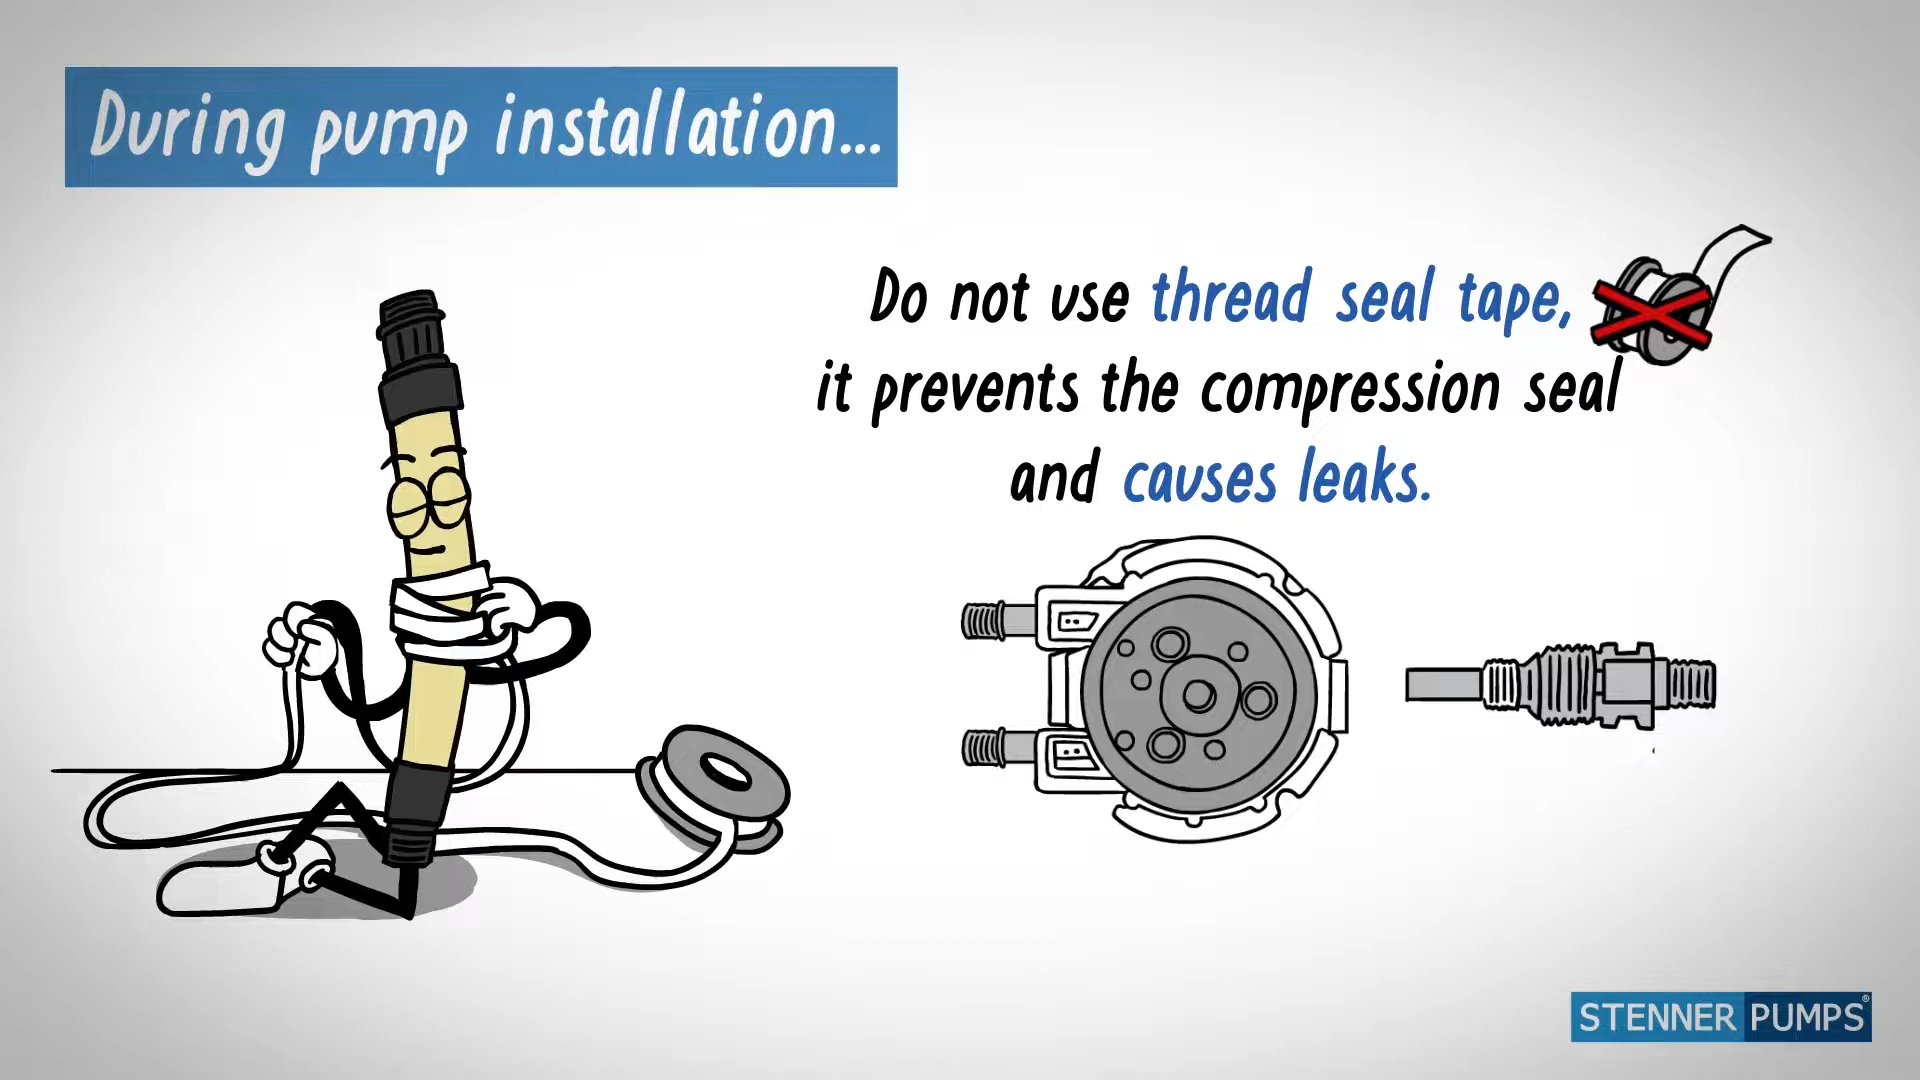 During pump installation...
Do not use thread seal tape,
it prevents the compression seal
and causes leaks.
STENNER PUMPS®